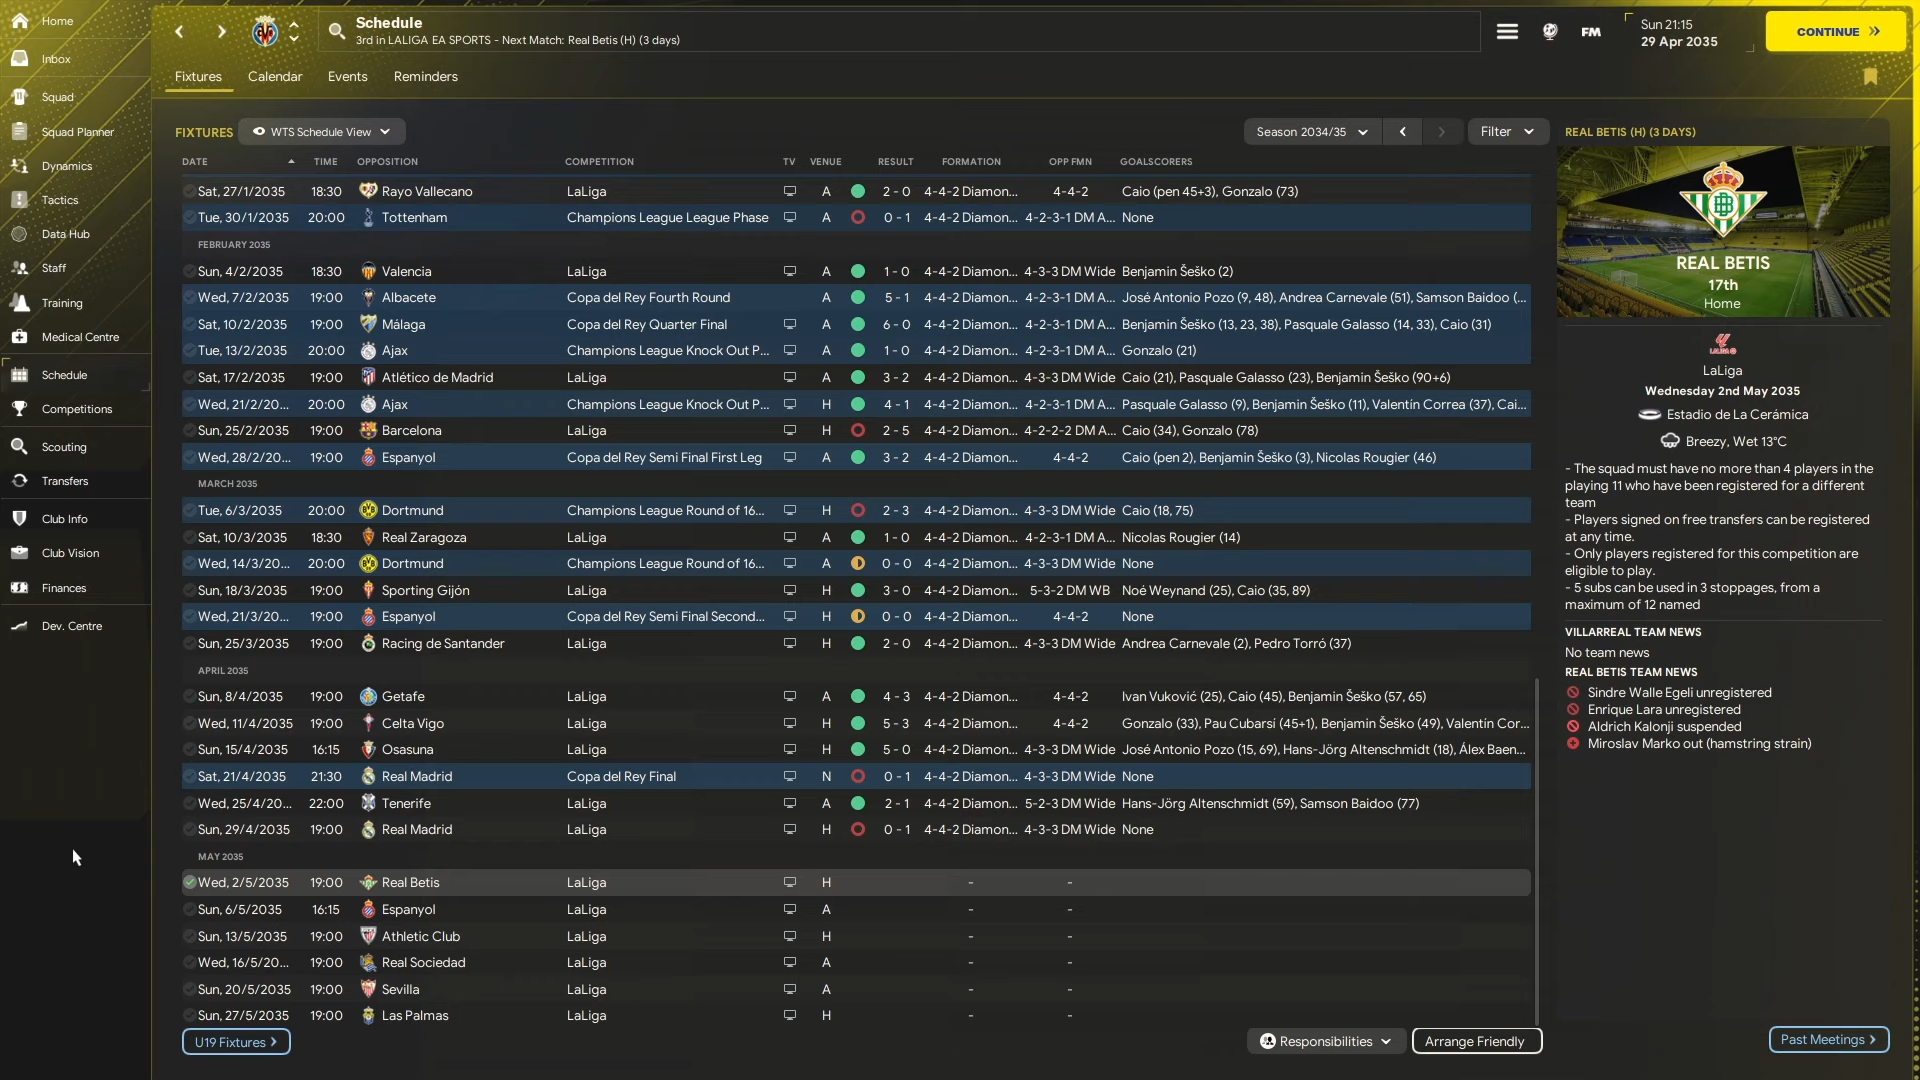 Home
Inbox
Squad
Squad Planner
Dynamics
Tactics
Data Hub
Staff
Training
Medical Centre
Schedule
Competitions
Scouting
Transfers
Club Info
Club Vision
Finances
Dev. Centre
Schedule
3rd in LALIGA EA SPORTS - Next Match: Real Betis (H) (3 days)
FM
Sun 21:15
29 Apr 2035
CONTINUE
Fixtures Calendar Events Reminders
FIXTURES WTS Schedule View Season 2034/35 Filter
DATE TIME OPPOSITION COMPETITION TV VENUE RESULT FORMATION OPP FMN GOALSCORERS
Sat, 27/1/2035 18:30 Rayo Vallecano LaLiga A 2 - 0 4-4-2 Diamon... 4-4-2 Caio (pen 45+3), Gonzalo (73)
Tue, 30/1/2035 20:00 Tottenham Champions League League Phase A 0 - 1 4-4-2 Diamon... 4-2-3-1 DM A... None
FEBRUARY 2035
Sun, 4/2/2035 18:30 Valencia LaLiga A 1 - 0 4-4-2 Diamon... 4-3-3 DM Wide Benjamin Šeško (2)
Wed, 7/2/2035 19:00 Albacete Copa del Rey Fourth Round A 5 - 1 4-4-2 Diamon... 4-2-3-1 DM A... José Antonio Pozo (9, 48), Andrea Carnevale (51), Samson Baidoo (...
Sat, 10/2/2035 19:00 Málaga Copa del Rey Quarter Final A 6 - 0 4-4-2 Diamon... 4-2-3-1 DM A... Benjamin Šeško (13, 23, 38), Pasquale Galasso (14, 33), Caio (31)
Tue, 13/2/2035 20:00 Ajax Champions League Knock Out P... A 1 - 0 4-4-2 Diamon... 4-2-3-1 DM A... Gonzalo (21)
Sat, 17/2/2035 19:00 Atlético de Madrid LaLiga A 3 - 2 4-4-2 Diamon... 4-3-3 DM Wide Caio (21), Pasquale Galasso (23), Benjamin Šeško (90+6)
Wed, 21/2/20... 20:00 Ajax Champions League Knock Out P... H 4 - 1 4-4-2 Diamon... 4-2-3-1 DM A... Pasquale Galasso (9), Benjamin Šeško (11), Valentín Correa (37), Cai...
Sun, 25/2/2035 19:00 Barcelona LaLiga H 2 - 5 4-4-2 Diamon... 4-2-2-2 DM A... Caio (34), Gonzalo (78)
Wed, 28/2/20... 19:00 Espanyol Copa del Rey Semi Final First Leg A 3 - 2 4-4-2 Diamon... 4-4-2 Caio (pen 2), Benjamin Šeško (3), Nicolas Rougier (46)
MARCH 2035
Tue, 6/3/2035 20:00 Dortmund Champions League Round of 16... H 2 - 3 4-4-2 Diamon... 4-3-3 DM Wide Caio (18, 75)
Sat, 10/3/2035 18:30 Real Zaragoza LaLiga A 1 - 0 4-4-2 Diamon... 4-2-3-1 DM A... Nicolas Rougier (14)
Wed, 14/3/20... 20:00 Dortmund Champions League Round of 16... A 0 - 0 4-4-2 Diamon... 4-3-3 DM Wide None
Sun, 18/3/2035 19:00 Sporting Gijón LaLiga H 3 - 0 4-4-2 Diamon... 5-3-2 DM WB Noé Weynand (25), Caio (35, 89)
Wed, 21/3/20... 19:00 Espanyol Copa del Rey Semi Final Second... H 0 - 0 4-4-2 Diamon... 4-4-2 None
Sun, 25/3/2035 19:00 Racing de Santander LaLiga H 2 - 0 4-4-2 Diamon... 4-3-3 DM Wide Andrea Carnevale (2), Pedro Torró (37)
APRIL 2035
Sun, 8/4/2035 19:00 Getafe LaLiga A 4 - 3 4-4-2 Diamon... 4-4-2 Ivan Vuković (25), Caio (45), Benjamin Šeško (57, 65)
Wed, 11/4/2035 19:00 Celta Vigo LaLiga H 5 - 3 4-4-2 Diamon... 4-4-2 Gonzalo (33), Pau Cubarsí (45+1), Benjamin Šeško (49), Valentín Cor...
Sun, 15/4/2035 16:15 Osasuna LaLiga H 5 - 0 4-4-2 Diamon... 4-3-3 DM Wide José Antonio Pozo (15, 69), Hans-Jörg Altenschmidt (18), Álex Baen...
Sat, 21/4/2035 21:30 Real Madrid Copa del Rey Final N 0 - 1 4-4-2 Diamon... 4-3-3 DM Wide None
Wed, 25/4/20... 22:00 Tenerife LaLiga A 2 - 1 4-4-2 Diamon... 5-2-3 DM Wide Hans-Jörg Altenschmidt (59), Samson Baidoo (77)
Sun, 29/4/2035 19:00 Real Madrid LaLiga H 0 - 1 4-4-2 Diamon... 4-3-3 DM Wide None
MAY 2035
Wed, 2/5/2035 19:00 Real Betis LaLiga H - -
Sun, 6/5/2035 16:15 Espanyol LaLiga A - -
Sun, 13/5/2035 19:00 Athletic Club LaLiga H - -
Wed, 16/5/20... 19:00 Real Sociedad LaLiga A - -
Sun, 20/5/2035 19:00 Sevilla LaLiga A - -
Sun, 27/5/2035 19:00 Las Palmas LaLiga H - -
U19 Fixtures Responsibilities Arrange Friendly
REAL BETIS (H) (3 DAYS)
REAL BETIS
17th
Home
LaLiga
Wednesday 2nd May 2035
Estadio de La Cerámica
Breezy, Wet 13°C
- The squad must have no more than 4 players in the
playing 11 who have been registered for a different
team
- Players signed on free transfers can be registered
at any time.
- Only players registered for this competition are
eligible to play.
- 5 subs can be used in 3 stoppages, from a
maximum of 12 named
VILLARREAL TEAM NEWS
No team news
REAL BETIS TEAM NEWS
Sindre Walle Egeli unregistered
Enrique Lara unregistered
Aldrich Kalonji suspended
Miroslav Marko out (hamstring strain)
Past Meetings